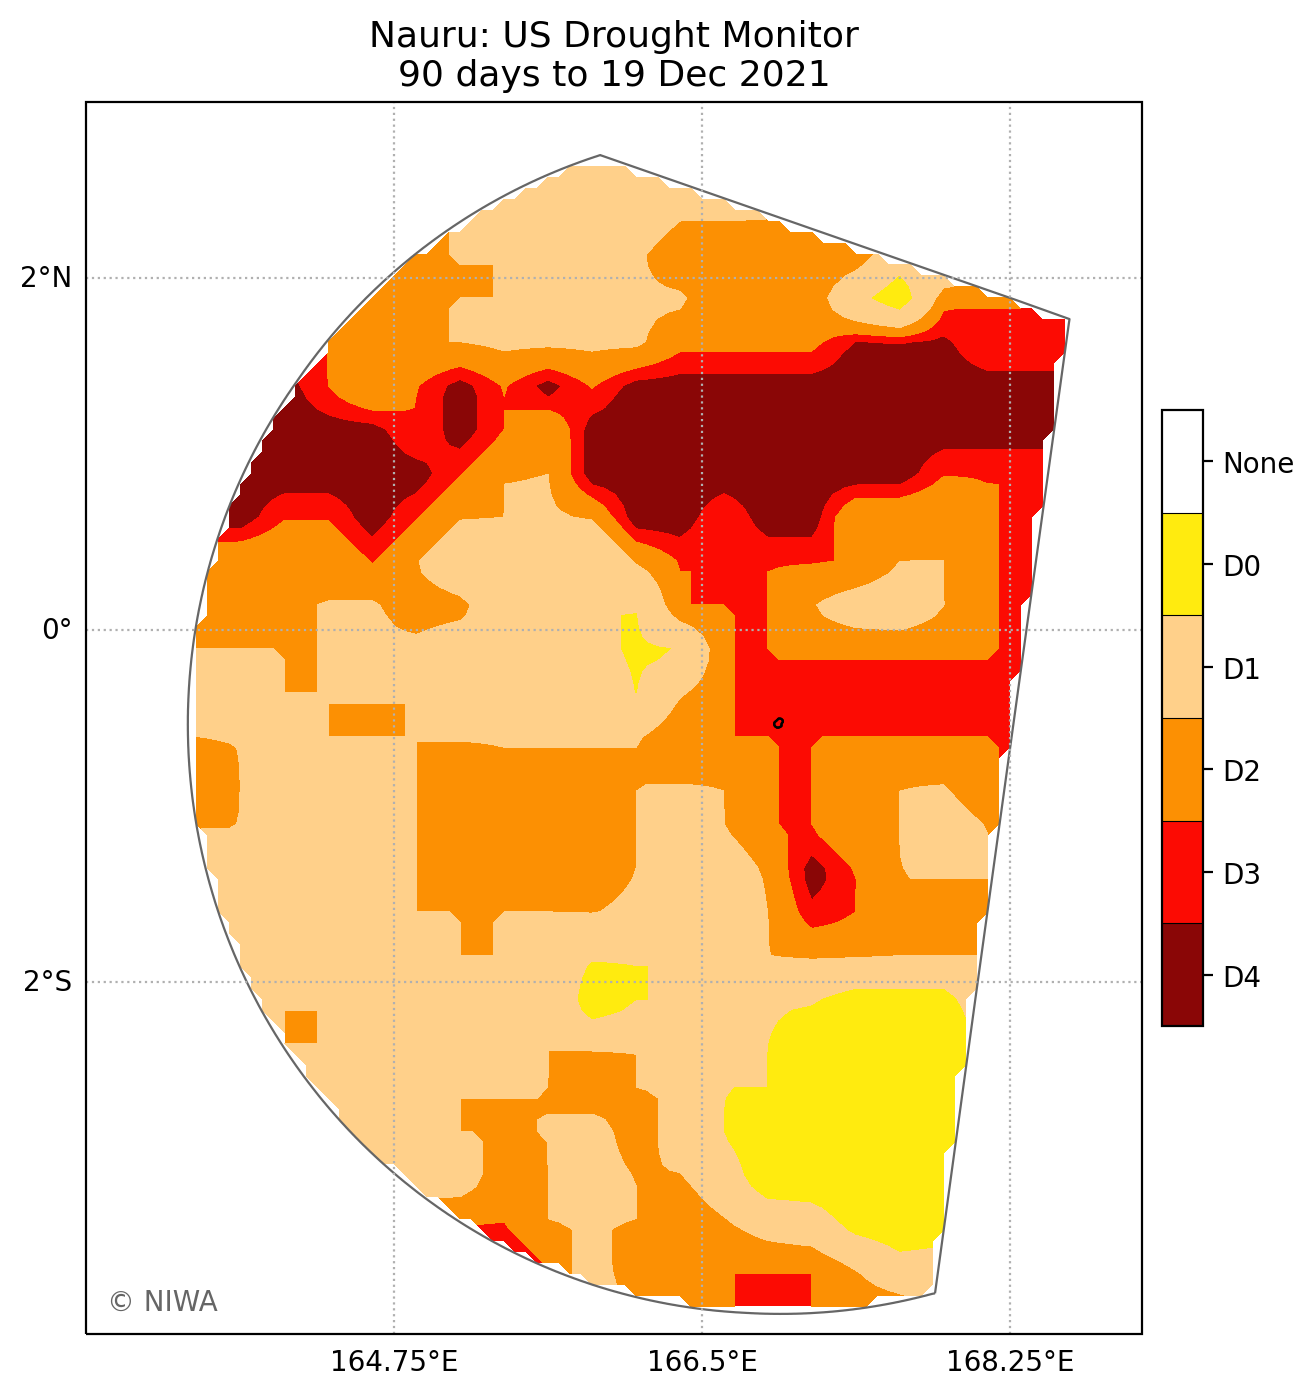 Nauru: US Drought Monitor
90 days to 19 Dec 2021
2°N
0°
2°S
164.75°E
166.5°E
168.25°E
None
D0
D1
D2
D3
D4
© NIWA